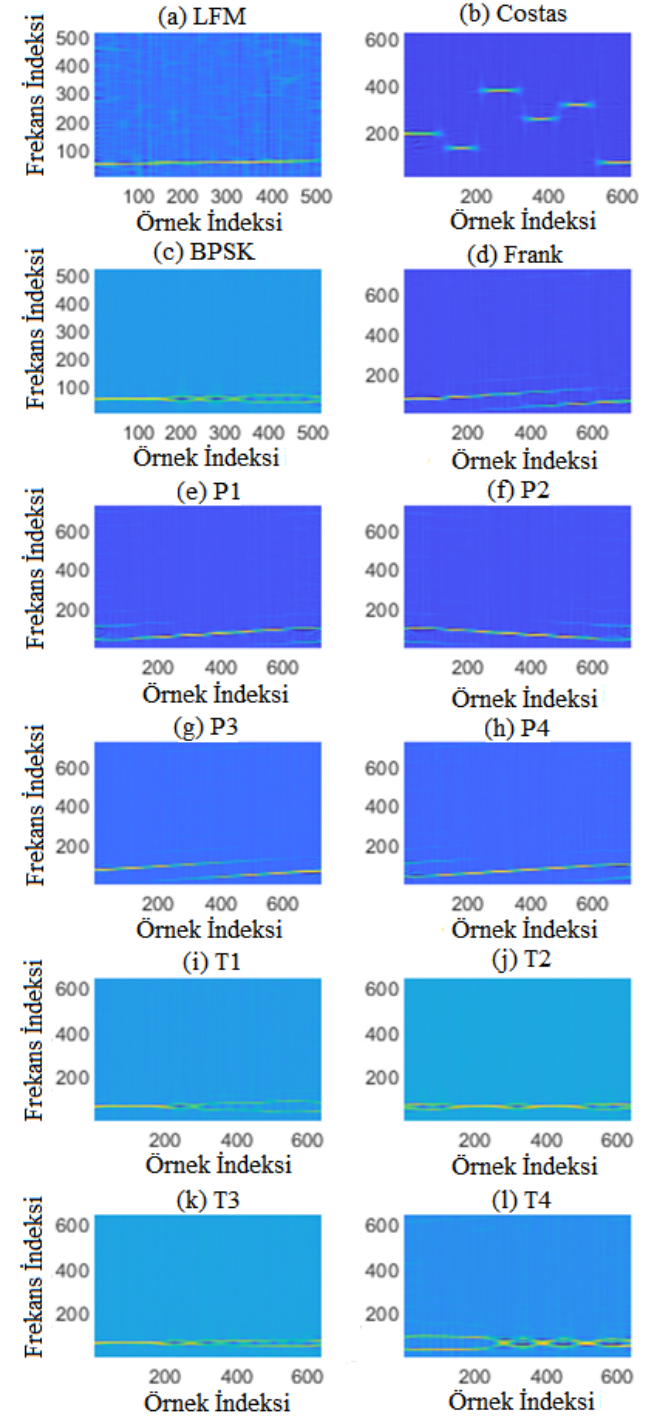 (a) LFM
(b) Costas
Frekans İndeksi
500
400
300
200
100
600
400
200
100 200 300 400 500
200 400 600
Örnek İndeksi
Örnek İndeksi
(c) BPSK
(d) Frank
Frekans İndeksi
500
400
300
200
100
600
400
200
100 200 300 400 500
200 400 600
Örnek İndeksi
Örnek İndeksi
(e) P1
(f) P2
Frekans İndeksi
600
400
200
600
400
200
200 400 600
200 400 600
Örnek İndeksi
Örnek İndeksi
(g) P3
(h) P4
Frekans İndeksi
600
400
200
600
400
200
200 400 600
200 400 600
Örnek İndeksi
Örnek İndeksi
(i) T1
(j) T2
Frekans İndeksi
600
400
200
600
400
200
200 400 600
200 400 600
Örnek İndeksi
Örnek İndeksi
(k) T3
(l) T4
Frekans İndeksi
600
400
200
600
400
200
200 400 600
200 400 600
Örnek İndeksi
Örnek İndeksi